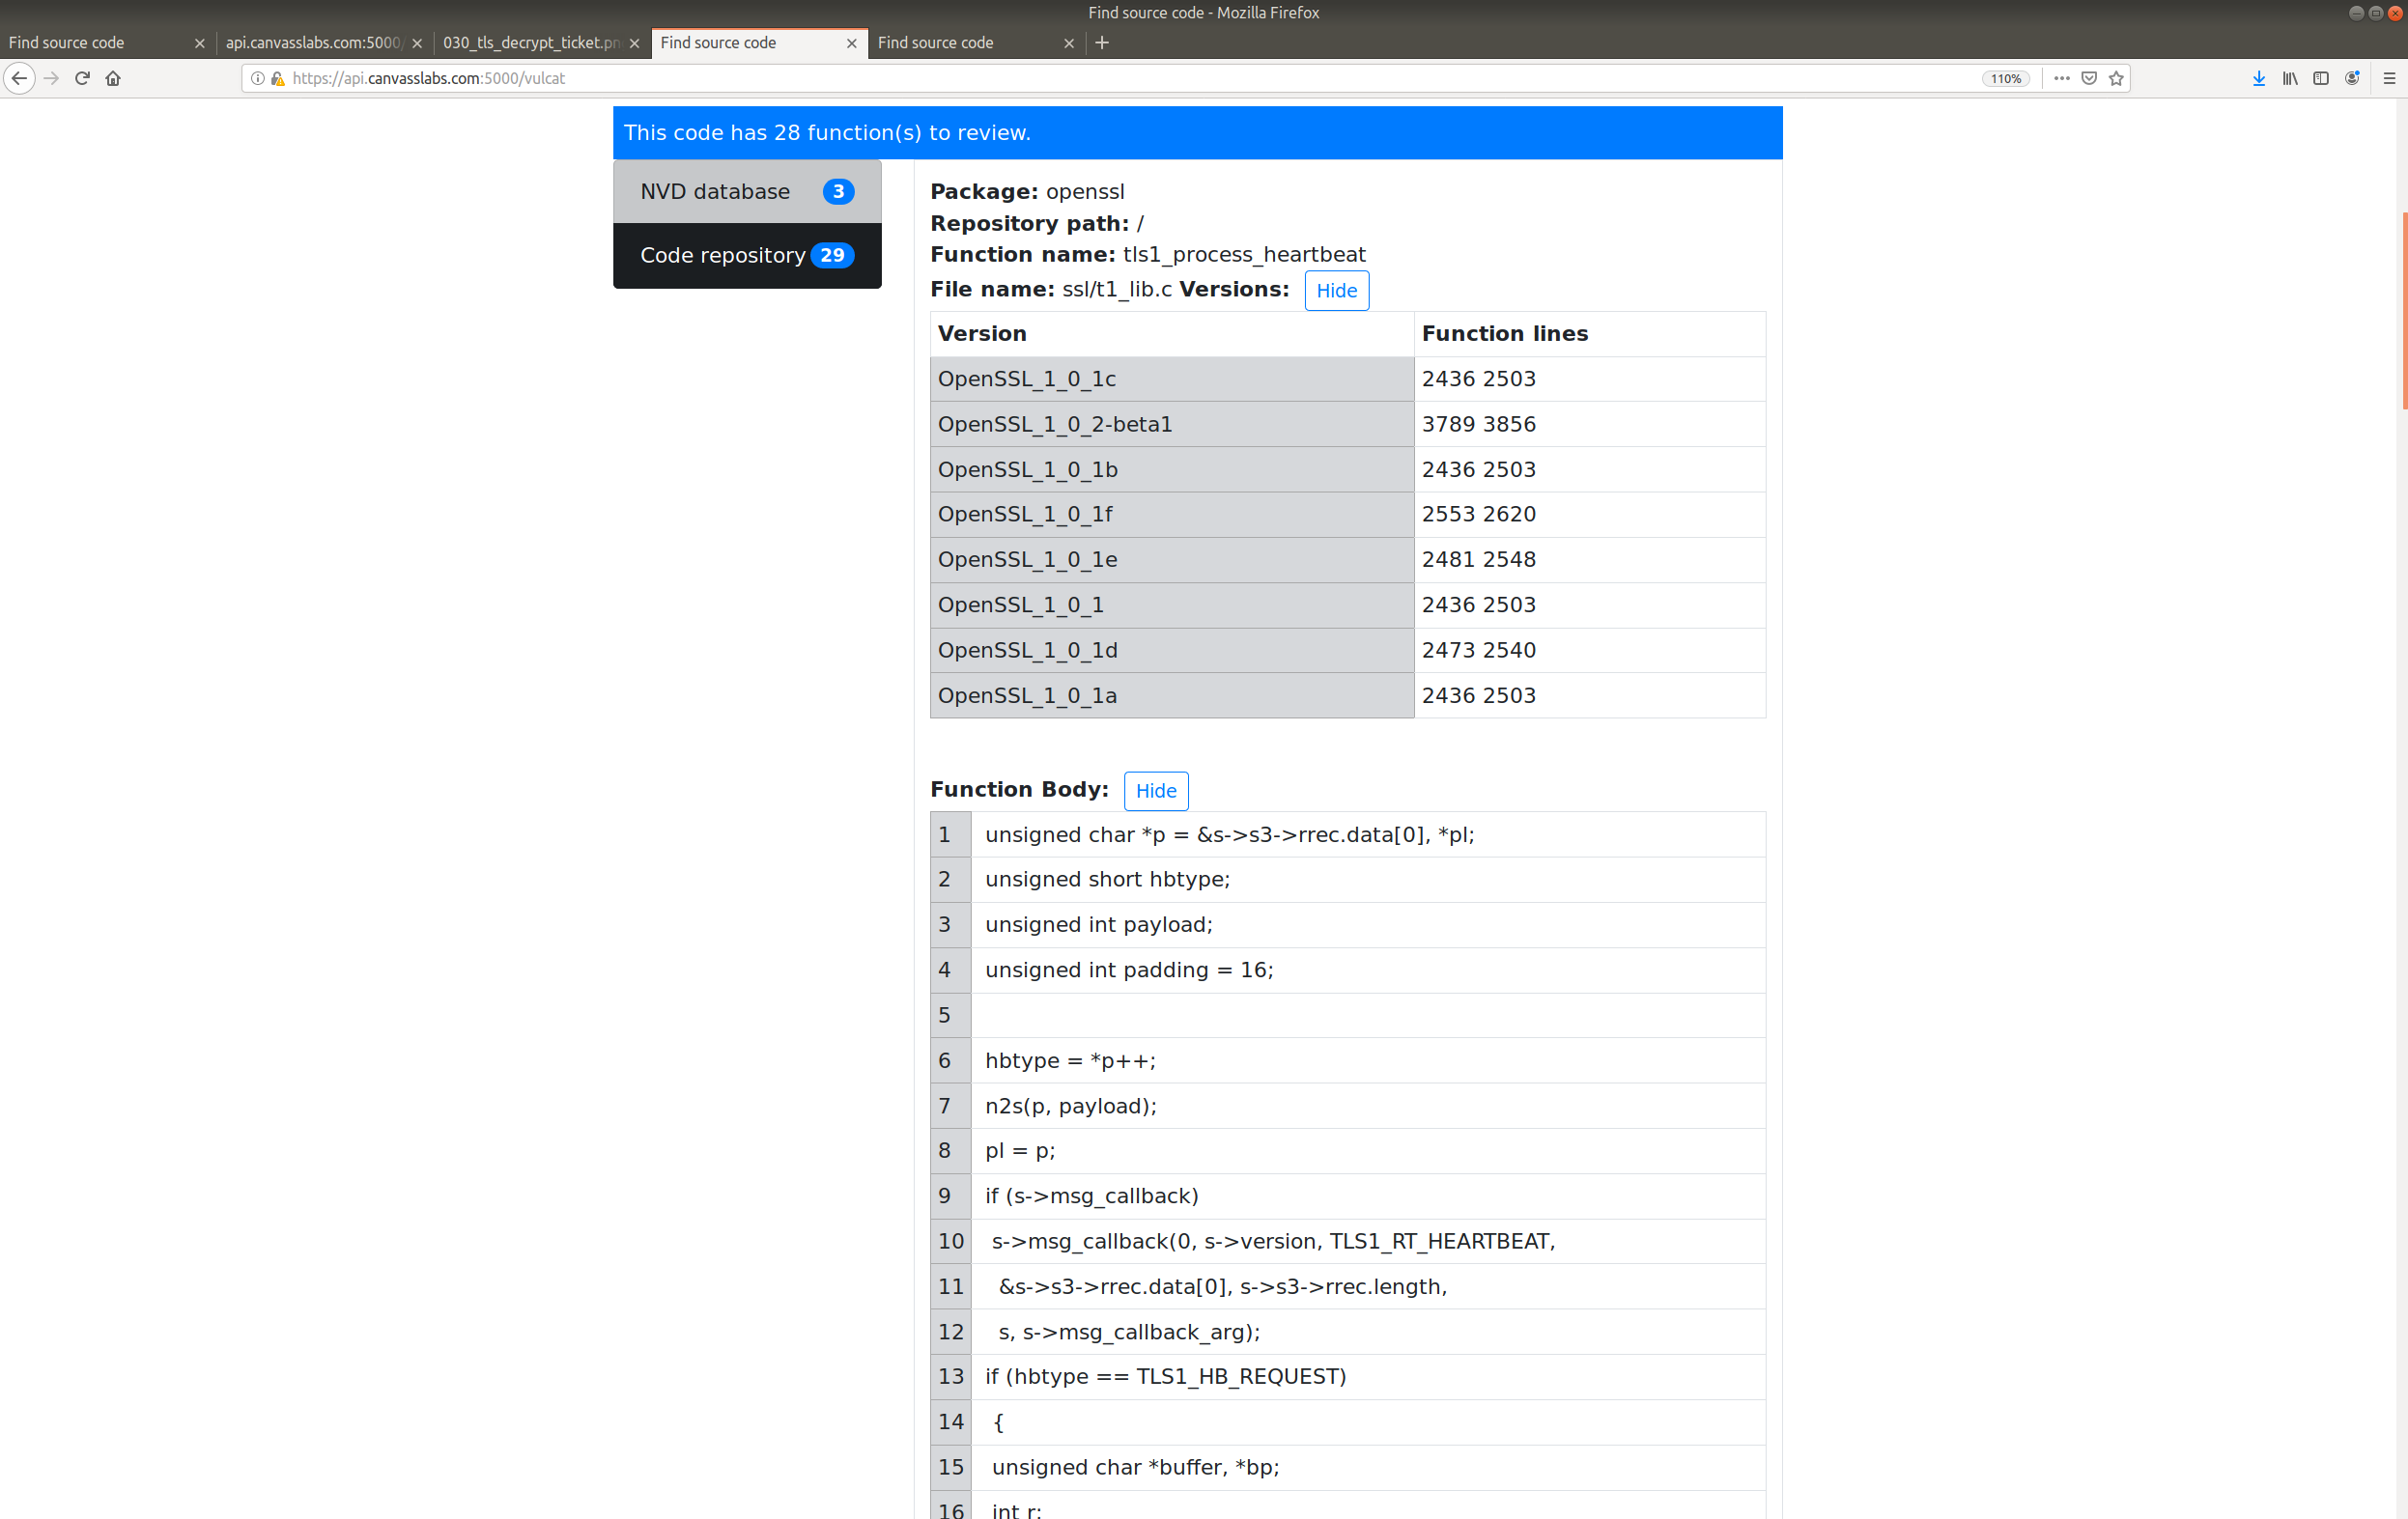 Find source code - Mozilla Firefox
Find source code
api.canvasslabs.com:5000/
030_tls_decrypt_ticket.pn
Find source code
Find source code
https://api.canvasslabs.com:5000/vulcat
110%
This code has 28 function(s) to review.
NVD database 3
Code repository 29
Package: openssl
Repository path: /
Function name: tls1_process_heartbeat
File name: ssl/t1_lib.c Versions: Hide
Version Function lines
OpenSSL_1_0_1c 2436 2503
OpenSSL_1_0_2-beta1 3789 3856
OpenSSL_1_0_1b 2436 2503
OpenSSL_1_0_1f 2553 2620
OpenSSL_1_0_1e 2481 2548
OpenSSL_1_0_1 2436 2503
OpenSSL_1_0_1d 2473 2540
OpenSSL_1_0_1a 2436 2503
Function Body: Hide
1 unsigned char *p = &s->s3->rrec.data[0], *pl;
2 unsigned short hbtype;
3 unsigned int payload;
4 unsigned int padding = 16;
5
6 hbtype = *p++;
7 n2s(p, payload);
8 pl = p;
9 if (s->msg_callback)
10 s->msg_callback(0, s->version, TLS1_RT_HEARTBEAT,
11 &s->s3->rrec.data[0], s->s3->rrec.length,
12 s, s->msg_callback_arg);
13 if (hbtype == TLS1_HB_REQUEST)
14 {
15 unsigned char *buffer, *bp;
16 int r;